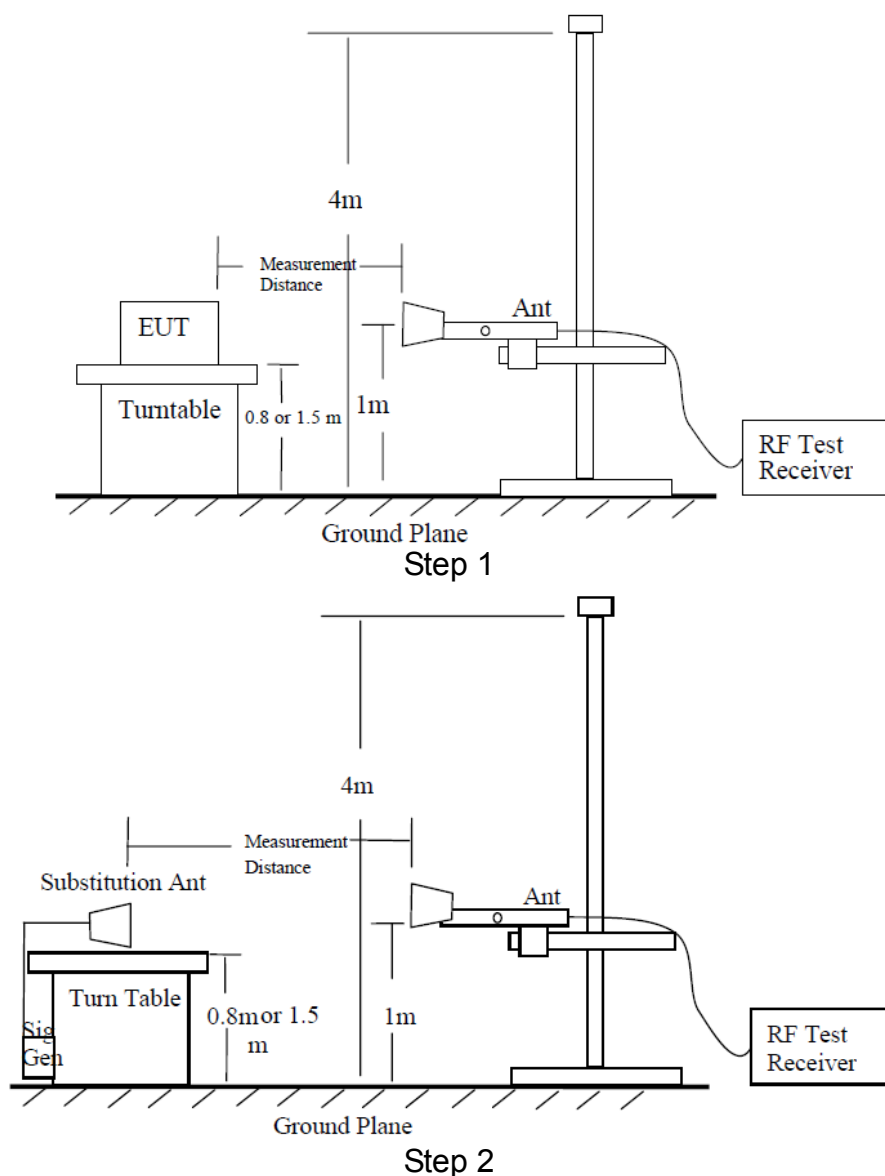 4m
Measurement
Distance
Ant
EUT
Turntable
0.8 or 1.5 m
1m
RF Test
Receiver
Ground Plane
Step 1
4m
Measurement
Distance
Substitution Ant
Ant
Turn Table
0.8m or 1.5
m
1m
Sig
Gen
RF Test
Receiver
Ground Plane
Step 2